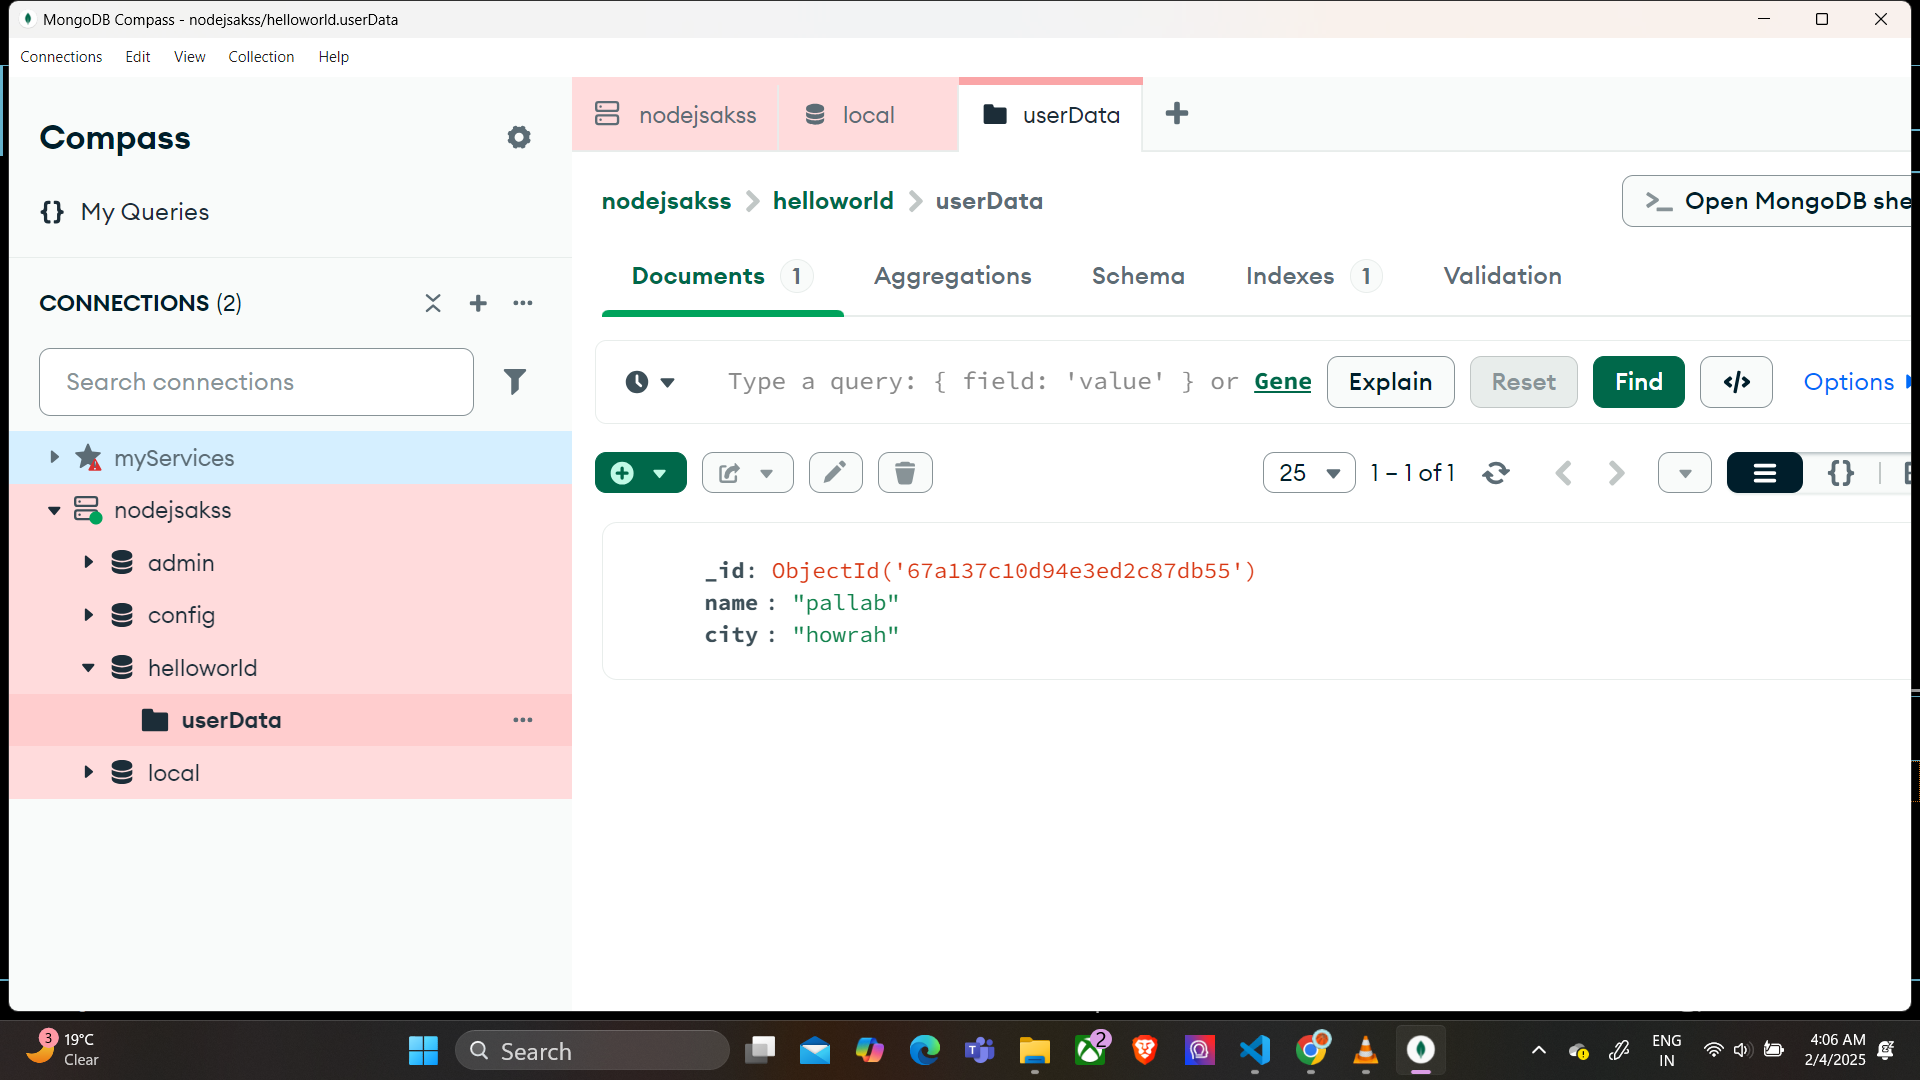 MongoDB Compass - nodejsakss/helloworld.userData
Connections Edit View Collection Help
Compass
{} My Queries
CONNECTIONS (2)
Search connections
myServices
nodejsakss
admin
config
helloworld
userData
local
nodejsakss local userData
nodejsakss helloworld userData
>_ Open MongoDB she
Documents 1 Aggregations Schema Indexes 1 Validation
Type a query: { field: 'value' } or Gene
Explain Reset Find </> Options
25 1 – 1 of 1 {}
_id: ObjectId('67a137c10d94e3ed2c87db55')
name : "pallab"
city : "howrah"
3 19°C
Clear
Search
2
ENG
IN
4:06 AM
2/4/2025